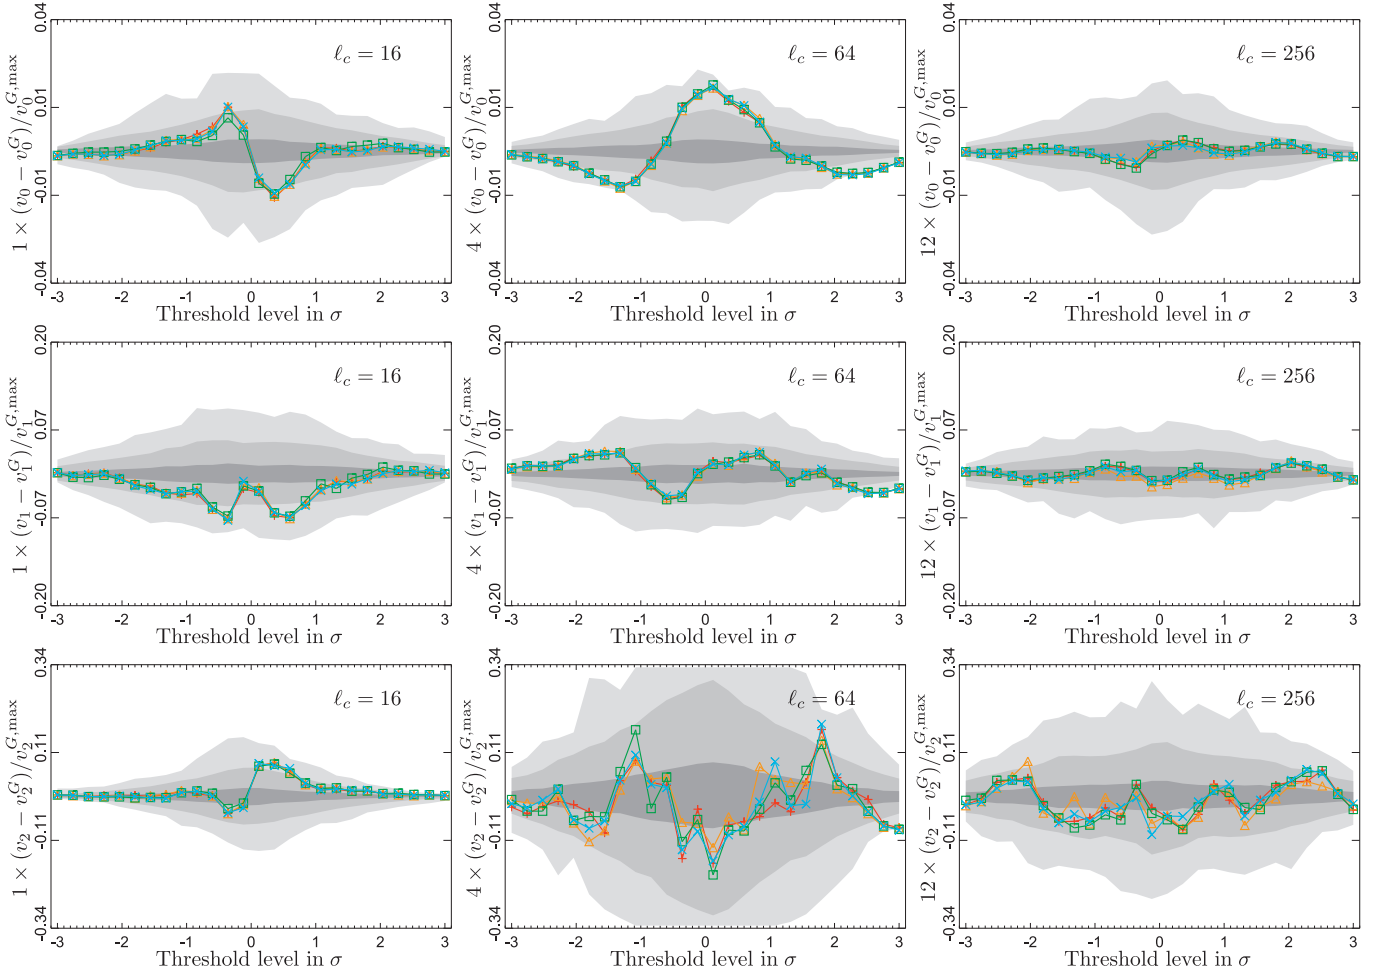 1 × (v_0 − v_0^G)/v_0^{G,max}
0.04
0.01
-0.01
-0.04
ℓ_c = 16
-3 -2 -1 0 1 2 3
Threshold level in σ
4 × (v_0 − v_0^G)/v_0^{G,max}
0.04
0.01
-0.01
-0.04
ℓ_c = 64
-3 -2 -1 0 1 2 3
Threshold level in σ
12 × (v_0 − v_0^G)/v_0^{G,max}
0.04
0.01
-0.01
-0.04
ℓ_c = 256
-3 -2 -1 0 1 2 3
Threshold level in σ
1 × (v_1 − v_1^G)/v_1^{G,max}
0.20
0.07
-0.07
-0.20
ℓ_c = 16
-3 -2 -1 0 1 2 3
Threshold level in σ
4 × (v_1 − v_1^G)/v_1^{G,max}
0.20
0.07
-0.07
-0.20
ℓ_c = 64
-3 -2 -1 0 1 2 3
Threshold level in σ
12 × (v_1 − v_1^G)/v_1^{G,max}
0.20
0.07
-0.07
-0.20
ℓ_c = 256
-3 -2 -1 0 1 2 3
Threshold level in σ
1 × (v_2 − v_2^G)/v_2^{G,max}
0.34
0.11
-0.11
-0.34
ℓ_c = 16
-3 -2 -1 0 1 2 3
Threshold level in σ
4 × (v_2 − v_2^G)/v_2^{G,max}
0.34
0.11
-0.11
-0.34
ℓ_c = 64
-3 -2 -1 0 1 2 3
Threshold level in σ
12 × (v_2 − v_2^G)/v_2^{G,max}
0.34
0.11
-0.11
-0.34
ℓ_c = 256
-3 -2 -1 0 1 2 3
Threshold level in σ